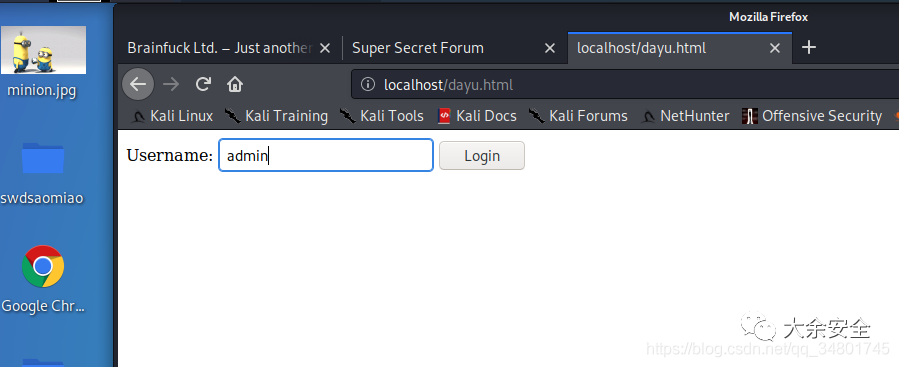 Mozilla Firefox
Brainfuck Ltd. – Just another
Super Secret Forum
localhost/dayu.html
localhost/dayu.html
Kali Linux
Kali Training
Kali Tools
Kali Docs
Kali Forums
NetHunter
Offensive Security
Username: admin
Login
minion.jpg
swdsaomiao
Google Chr...
大余安全
https://blog.csdn.net/qq_34801745